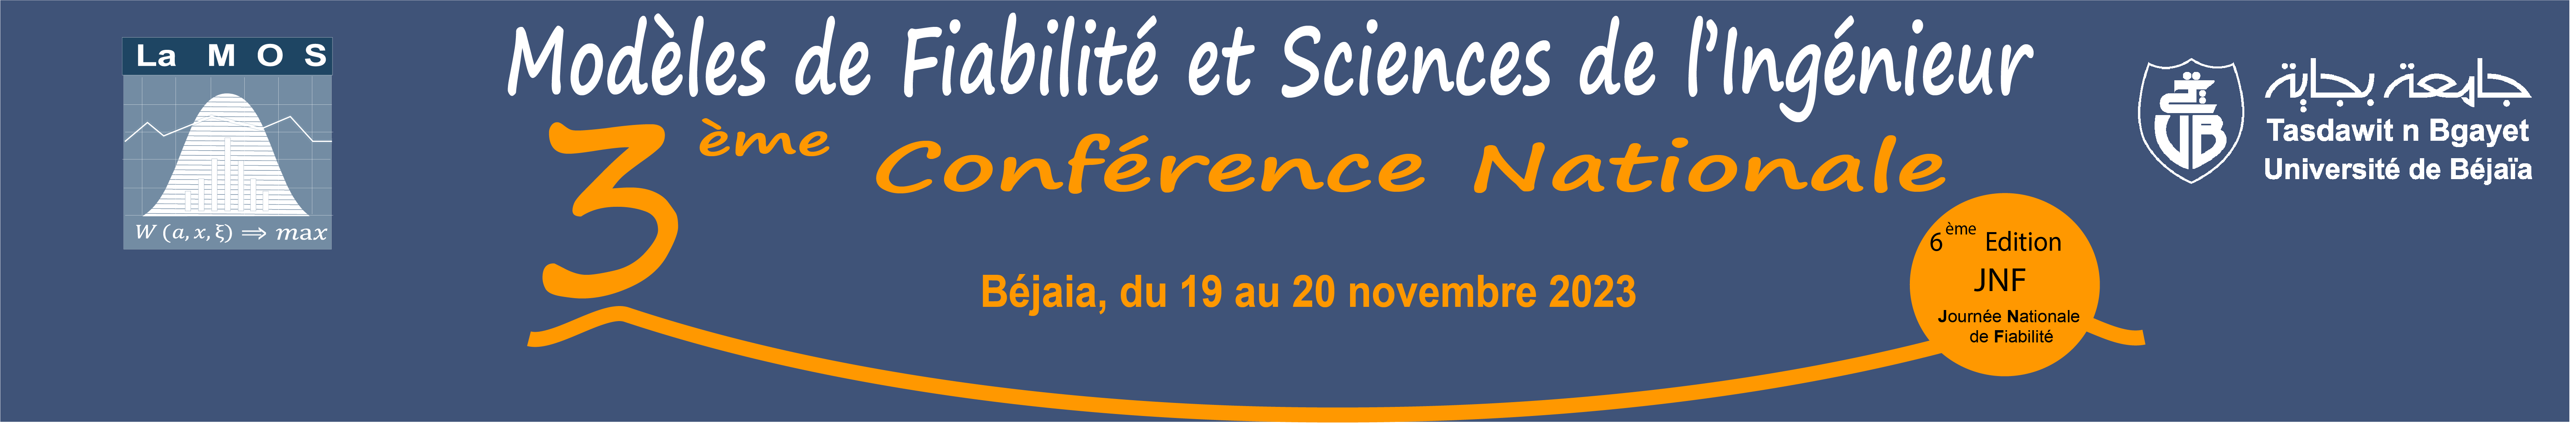 La M O S
W (a, x, ξ) ⇒ max
Modèles de Fiabilité et Sciences de l'Ingénieur
3ème Conférence Nationale
Béjaia, du 19 au 20 novembre 2023
6ème Edition
JNF
Journée Nationale
de Fiabilité
UB
جامعة بجاية
Tasdawit n Bgayet
Université de Béjaïa